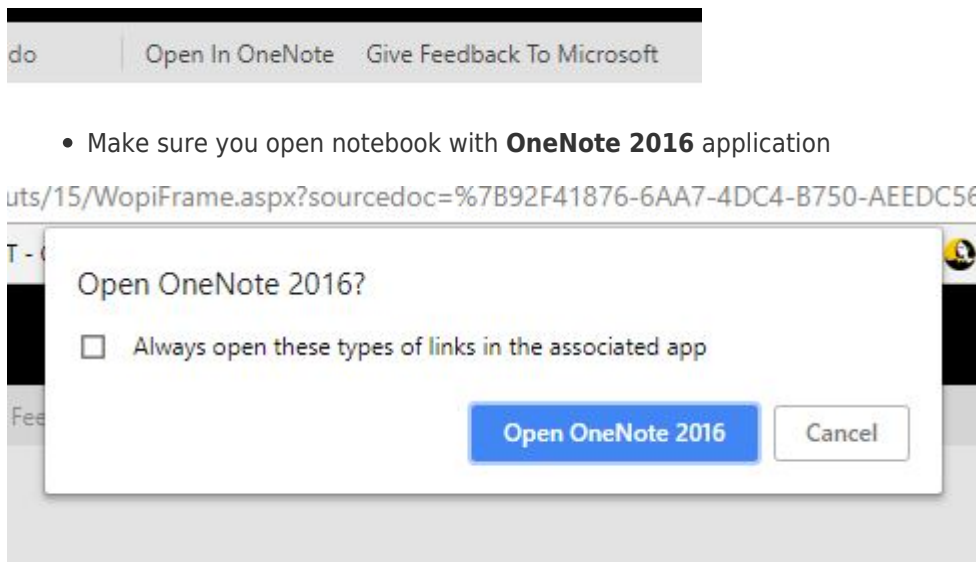 do Open In OneNote Give Feedback To Microsoft
• Make sure you open notebook with OneNote 2016 application
uts/15/WopiFrame.aspx?sourcedoc=%7B92F41876-6AA7-4DC4-B750-AEEDC56
T -
Open OneNote 2016?
Always open these types of links in the associated app
Fee
Open OneNote 2016 Cancel